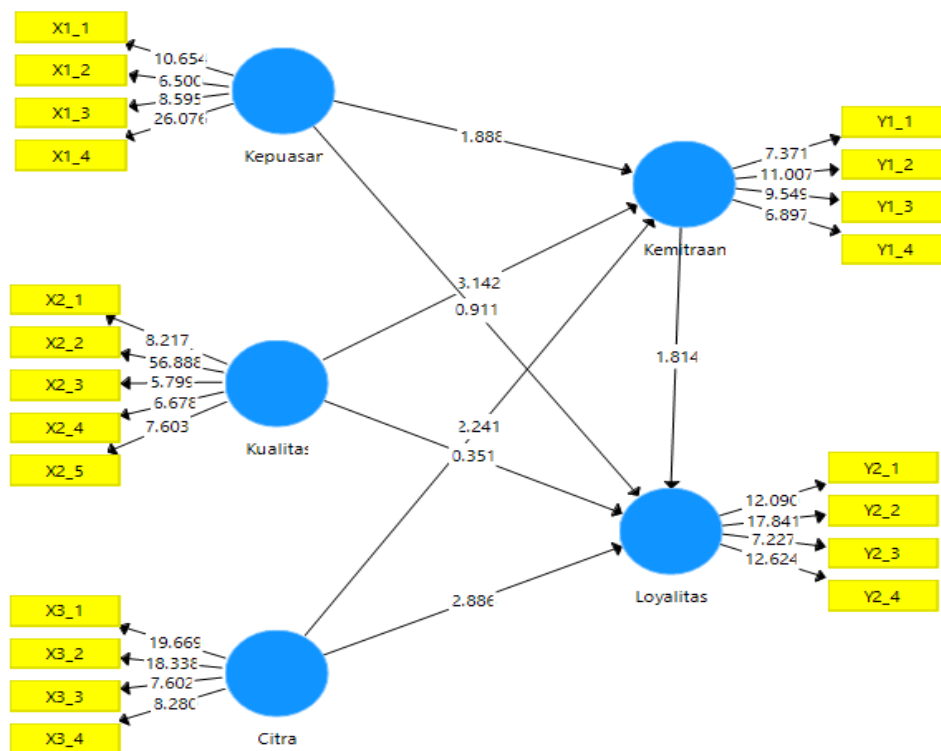 X1_1
X1_2
X1_3
X1_4
10.654
6.500
8.595
26.076
Kepuasan
1.888
Y1_1
Y1_2
Y1_3
Y1_4
7.371
11.007
9.549
6.897
Kemitraan
X2_1
X2_2
X2_3
X2_4
X2_5
8.217
56.888
5.799
6.678
7.603
Kualitas
3.142
0.911
1.814
2.241
0.351
Y2_1
Y2_2
Y2_3
Y2_4
12.090
17.841
7.227
12.624
Loyalitas
X3_1
X3_2
X3_3
X3_4
19.669
18.338
7.602
8.280
Citra
2.886